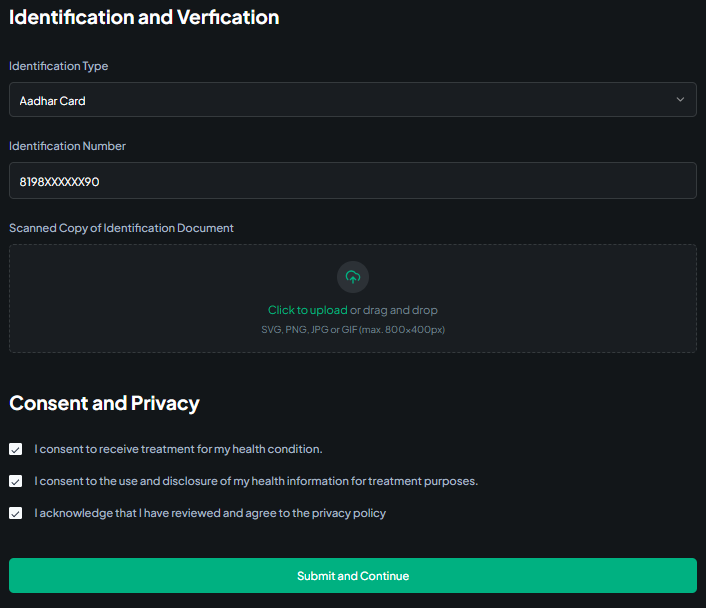 Identification and Verfication
Identification Type
Aadhar Card
Identification Number
8198XXXXXX90
Scanned Copy of Identification Document
Click to upload or drag and drop
SVG, PNG, JPG or GIF (max. 800x400px)
Consent and Privacy
I consent to receive treatment for my health condition.
I consent to the use and disclosure of my health information for treatment purposes.
I acknowledge that I have reviewed and agree to the privacy policy
Submit and Continue